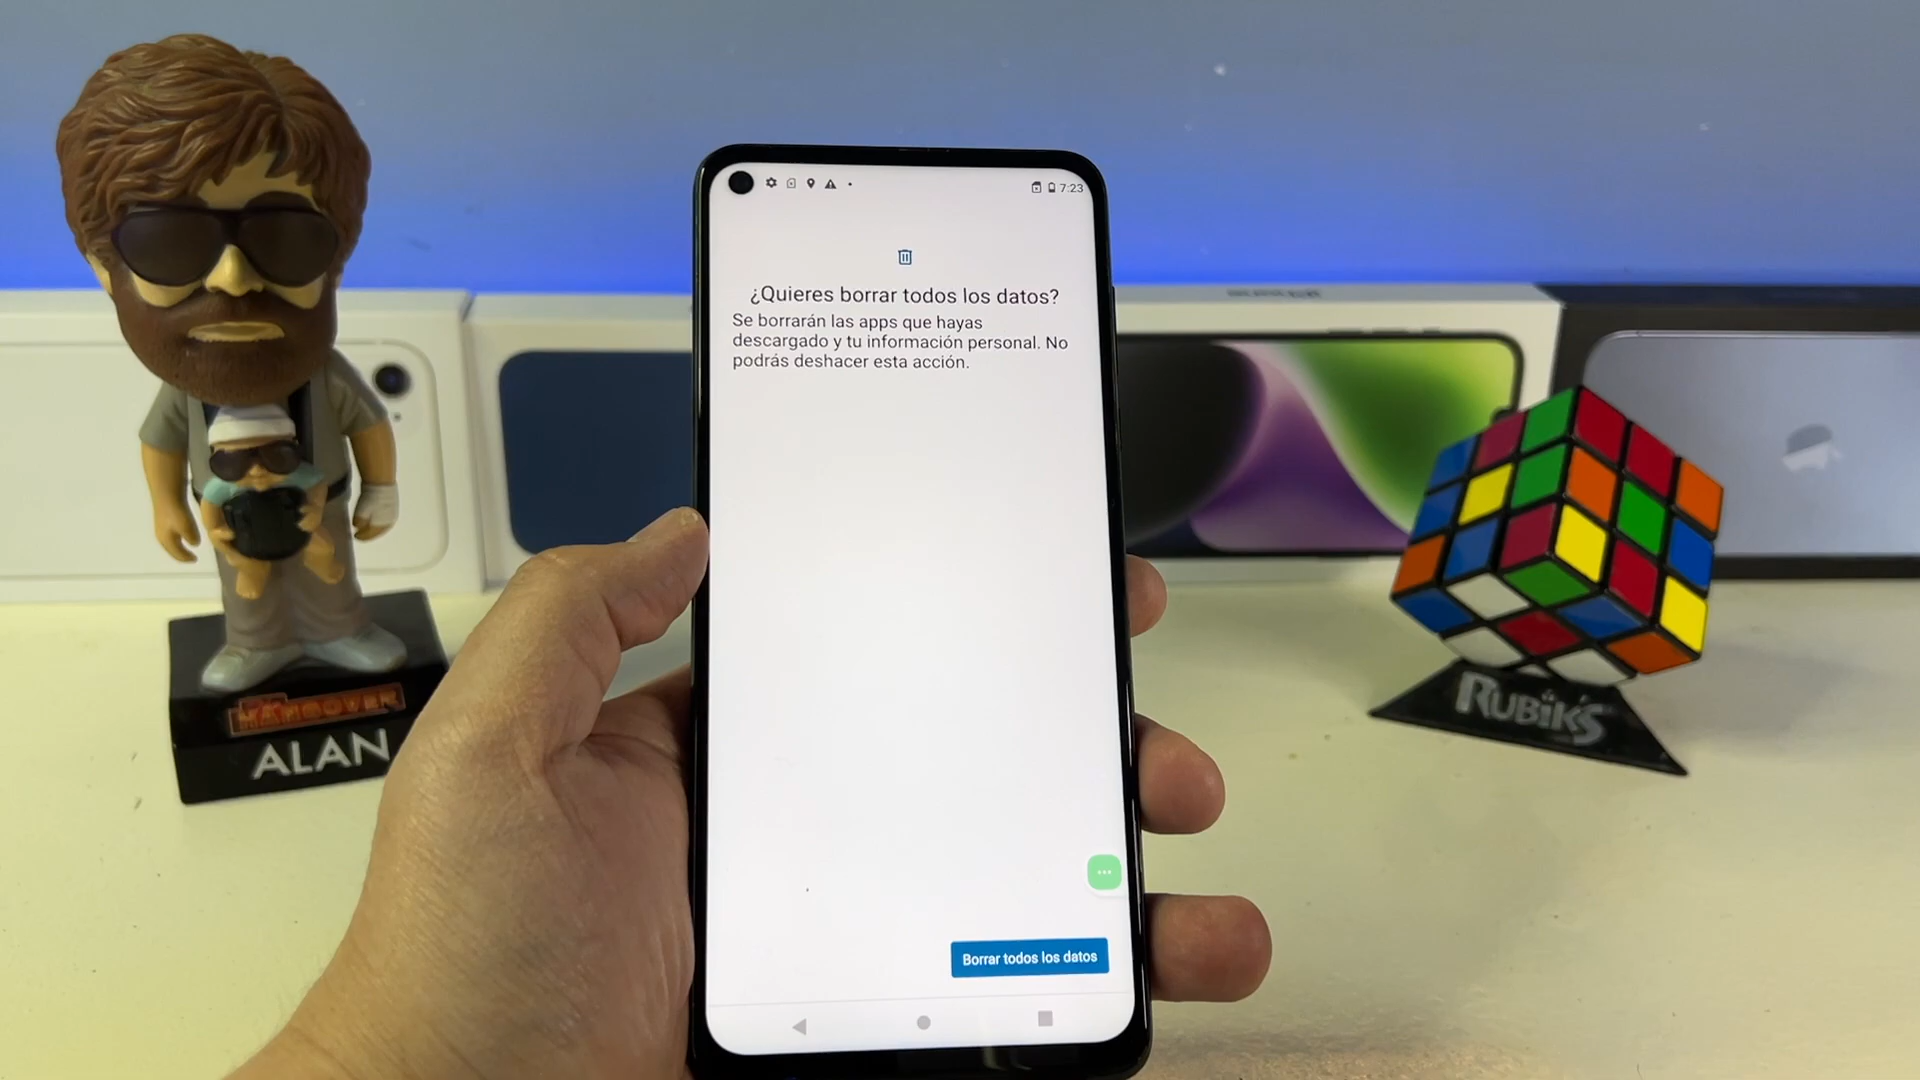 7:23
¿Quieres borrar todos los datos?
Se borrarán las apps que hayas
descargado y tu información personal. No
podrás deshacer esta acción.
Borrar todos los datos
HANGOVER
ALAN
RUBIK'S